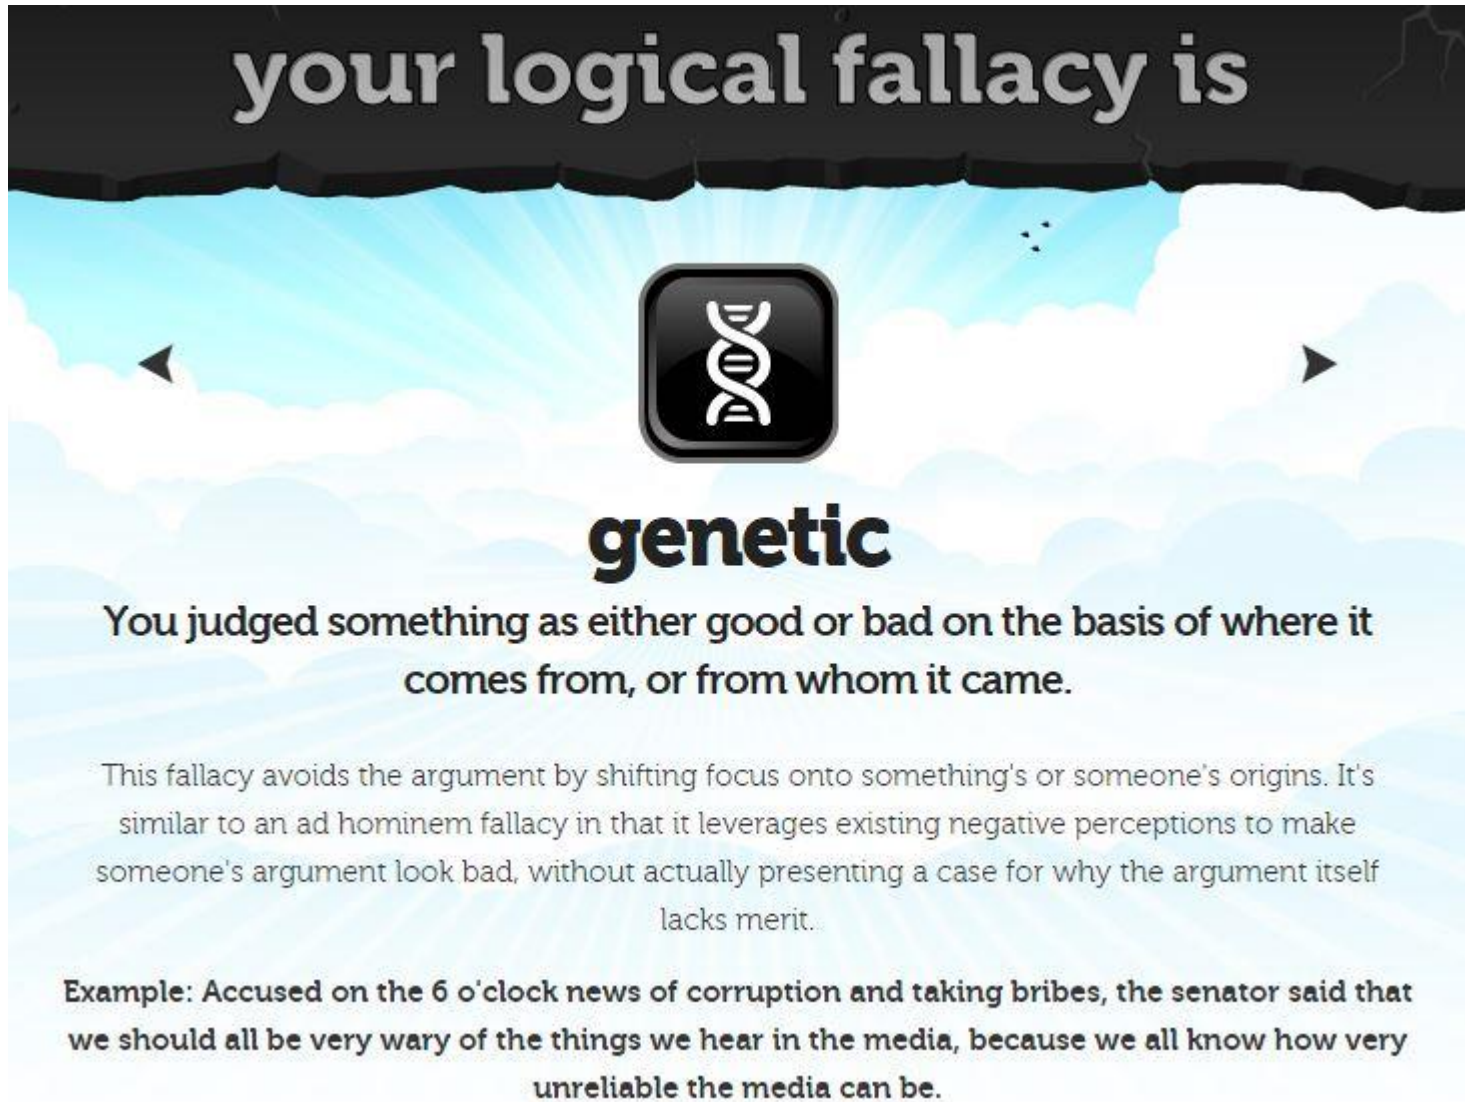 your logical fallacy is
genetic
You judged something as either good or bad on the basis of where it
comes from, or from whom it came.
This fallacy avoids the argument by shifting focus onto something's or someone's origins. It's
similar to an ad hominem fallacy in that it leverages existing negative perceptions to make
someone's argument look bad, without actually presenting a case for why the argument itself
lacks merit.
Example: Accused on the 6 o'clock news of corruption and taking bribes, the senator said that
we should all be very wary of the things we hear in the media, because we all know how very
unreliable the media can be.